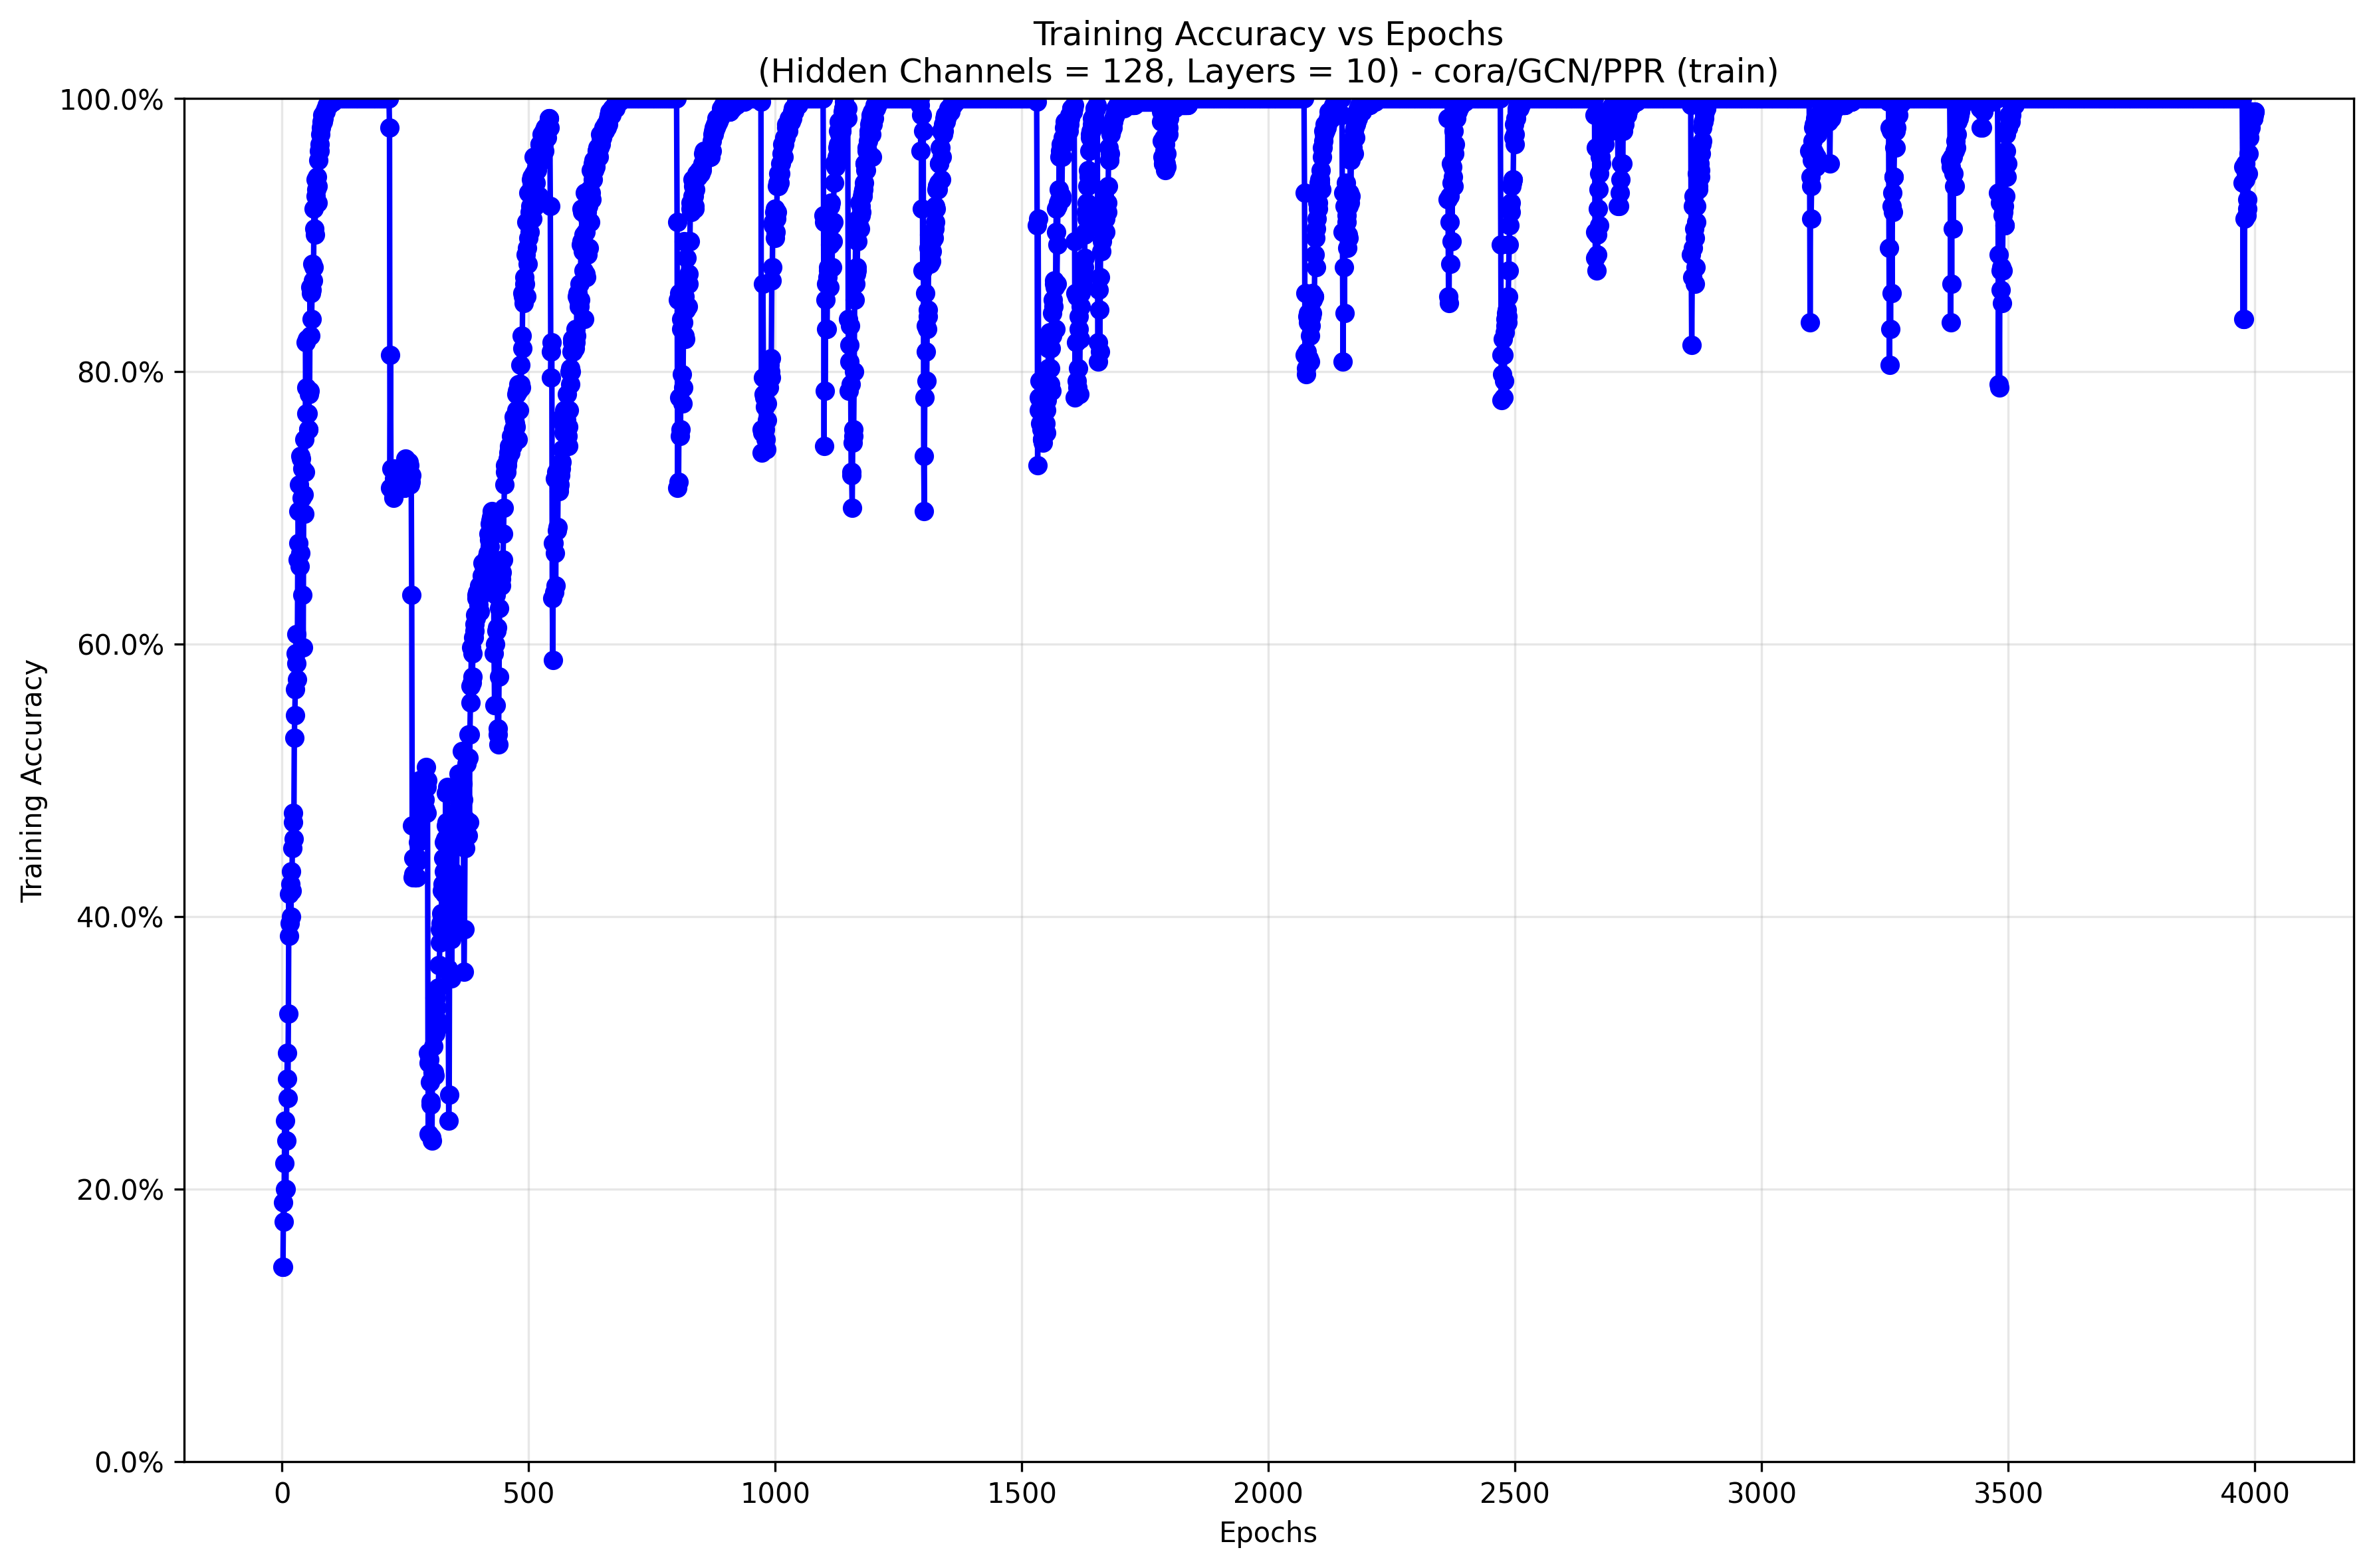 Training Accuracy vs Epochs
(Hidden Channels = 128, Layers = 10) - cora/GCN/PPR (train)
100.0%
80.0%
60.0%
40.0%
20.0%
0.0%
Training Accuracy
0 500 1000 1500 2000 2500 3000 3500 4000
Epochs